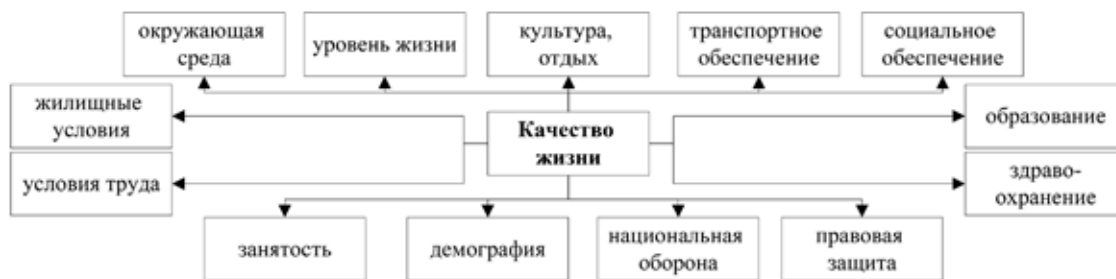 окружающая
среда
уровень жизни
культура,
отдых
транспортное
обеспечение
социальное
обеспечение
жилищные
условия
Качество
жизни
образование
условия труда
здраво-
охранение
занятость
демография
национальная
оборона
правовая
защита